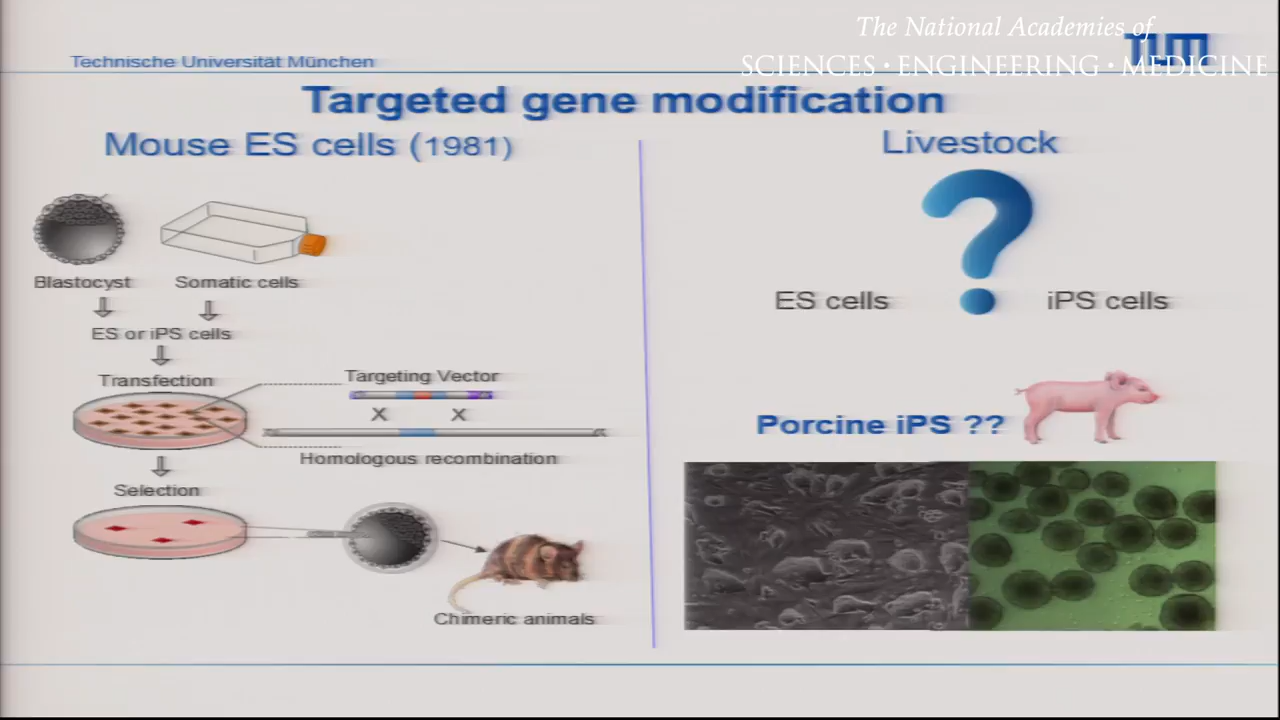 The National Academies of
SCIENCES · ENGINEERING · MEDICINE
TUM
Technische Universität München
Targeted gene modification
Mouse ES cells (1981)
Blastocyst
Somatic cells
ES or iPS cells
Transfection
Targeting Vector
X X
Homologous recombination
Selection
Chimeric animals
Livestock
?
ES cells
iPS cells
Porcine iPS ??